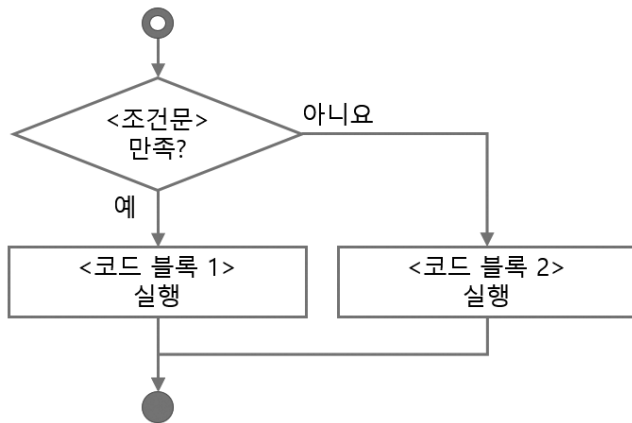 <조건문>
만족?
아니요
예
<코드 블록 1>
실행
<코드 블록 2>
실행